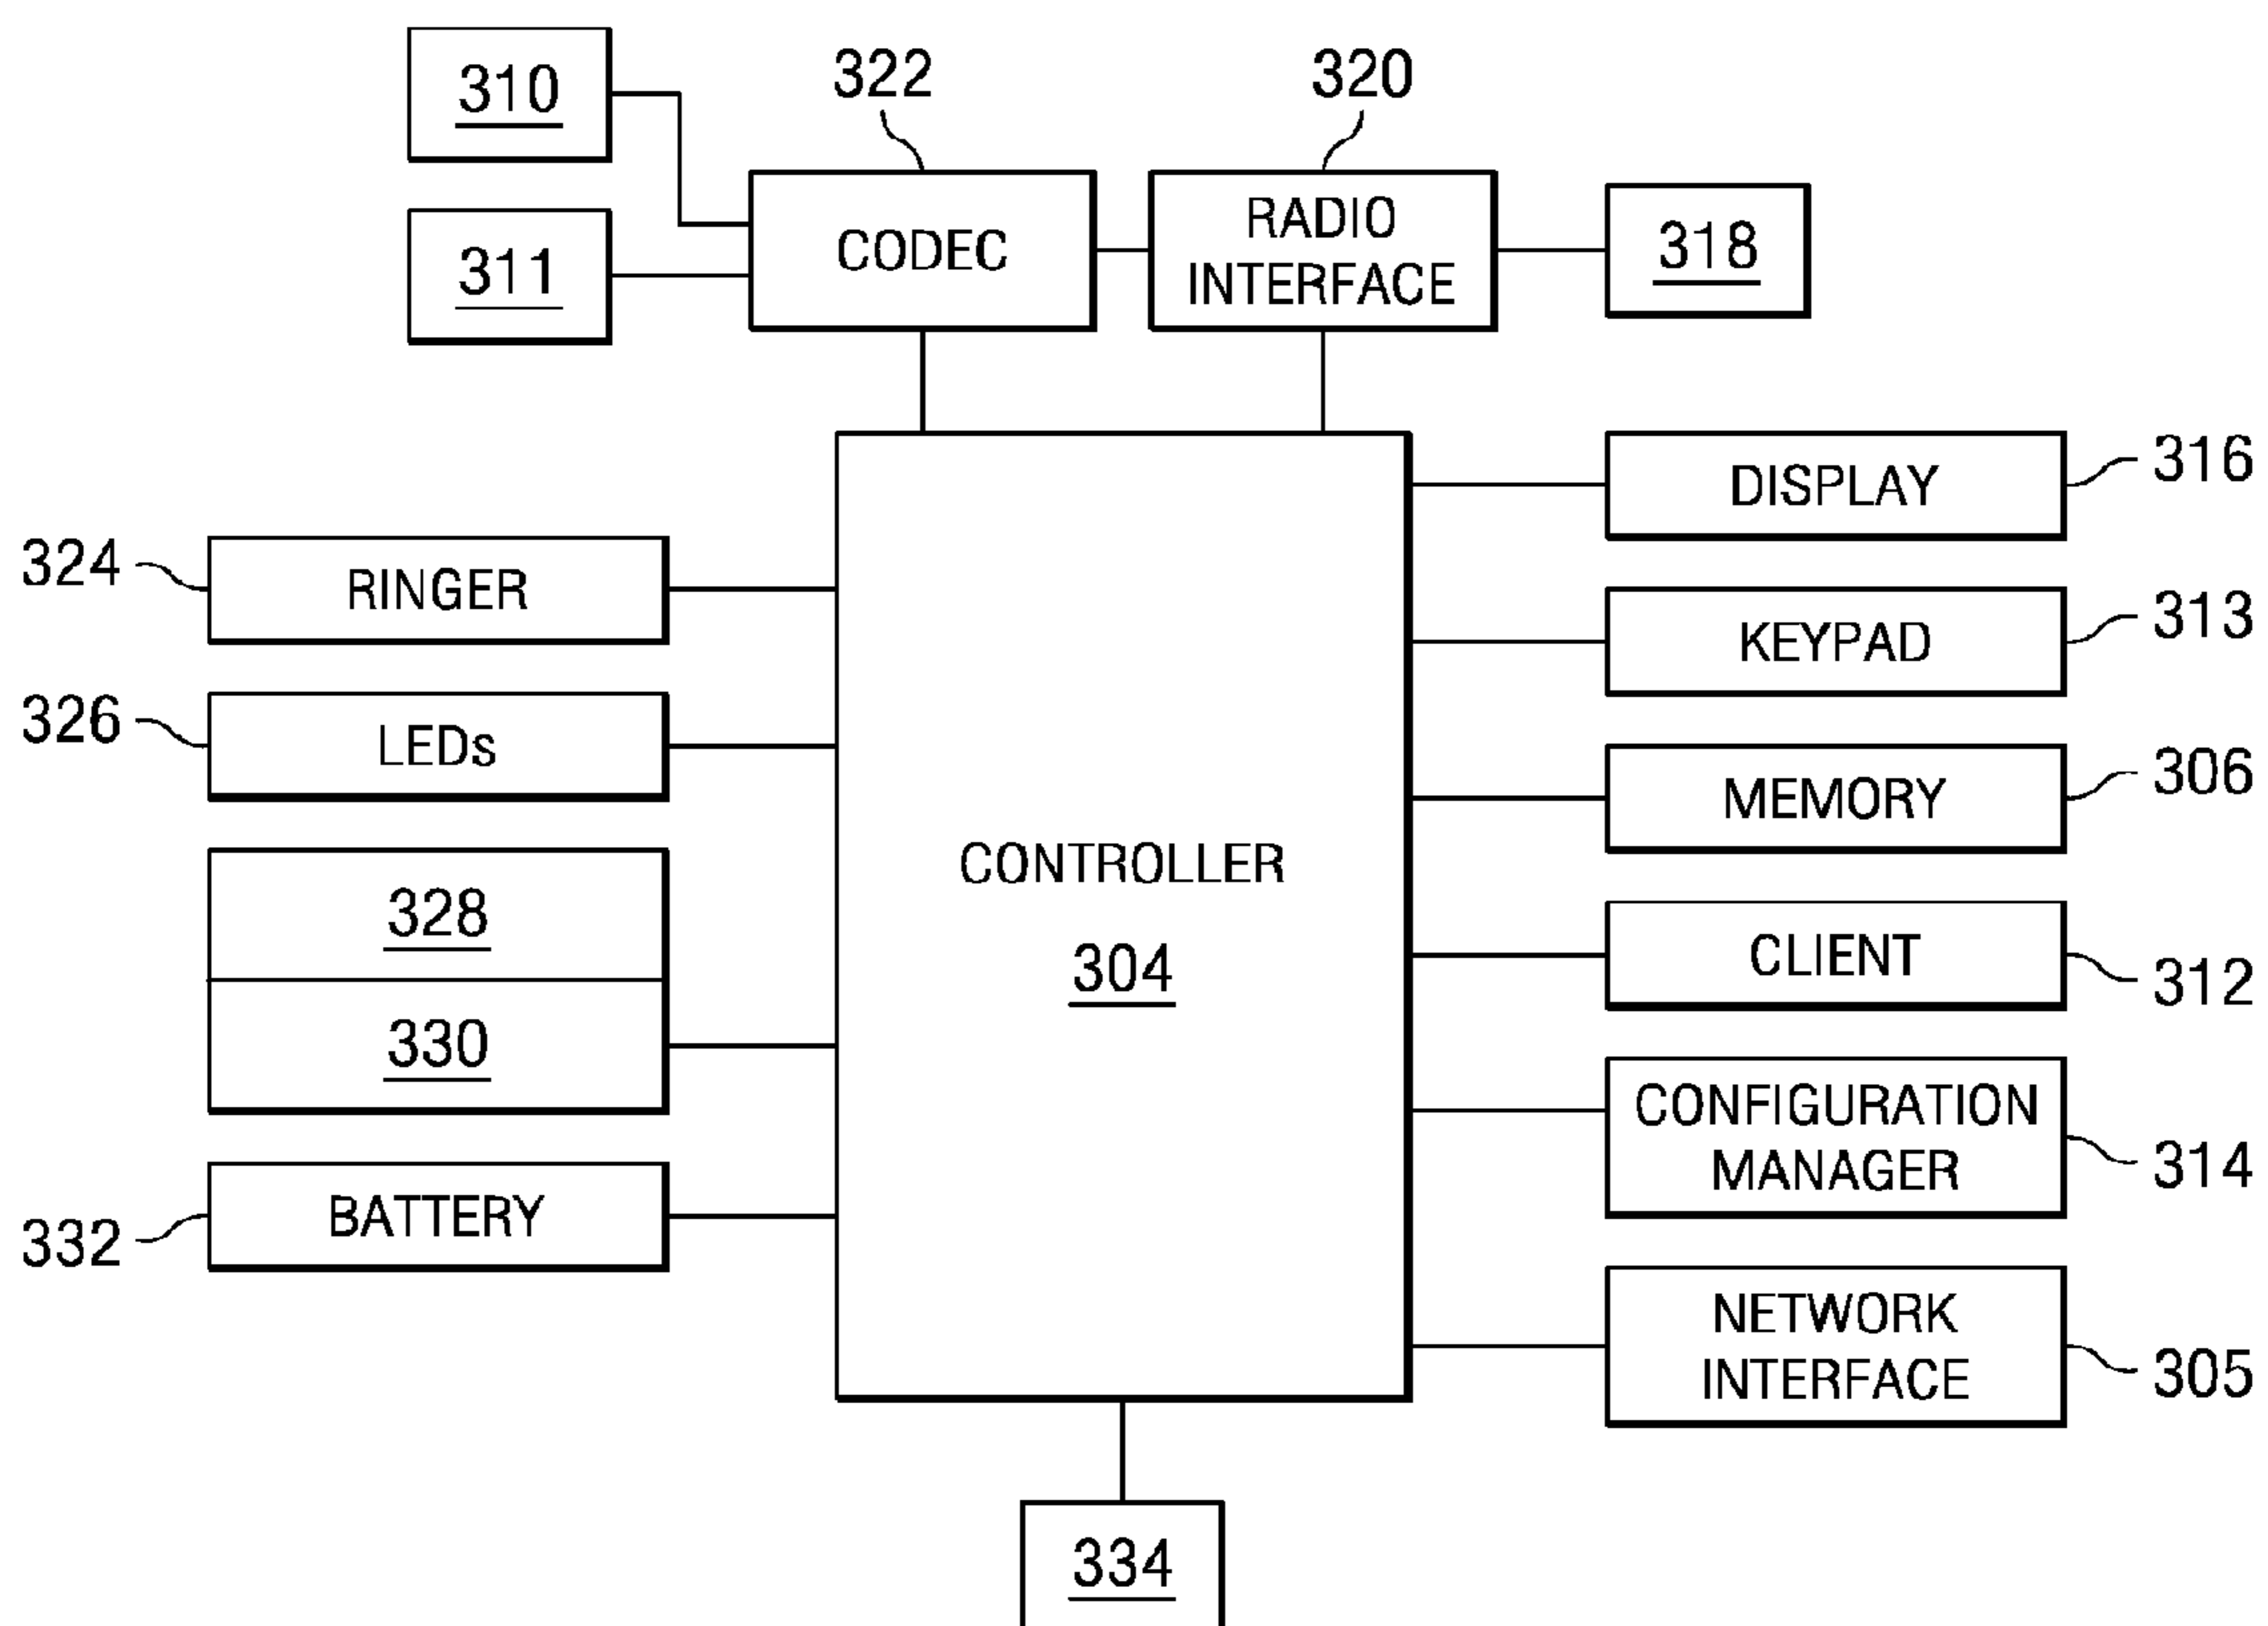 310
322
320
311
CODEC
RADIO
INTERFACE
318
324
RINGER
326
LEDs
328
330
332
BATTERY
CONTROLLER
304
DISPLAY
316
KEYPAD
313
MEMORY
306
CLIENT
312
CONFIGURATION
MANAGER
314
NETWORK
INTERFACE
305
334